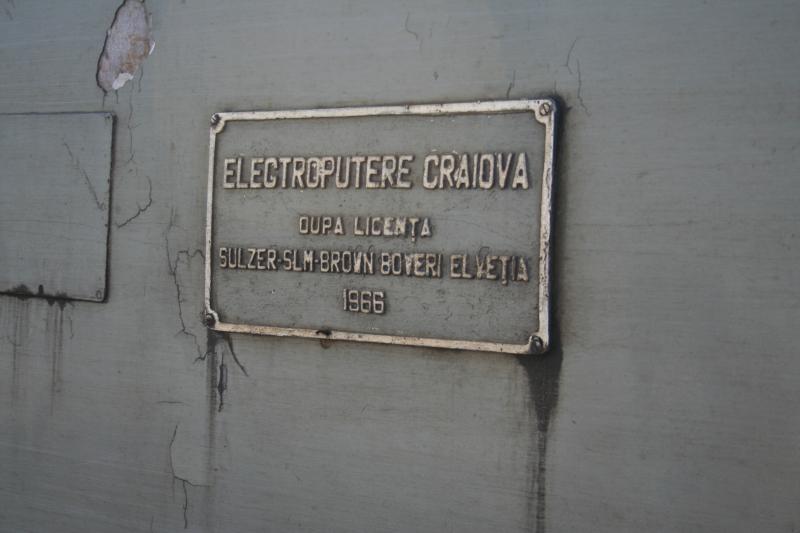 ELECTROPUTERE CRAIOVA
DUPA LICENȚA
SULZER-SLM-BROWN BOVERI ELVEȚIA
1966